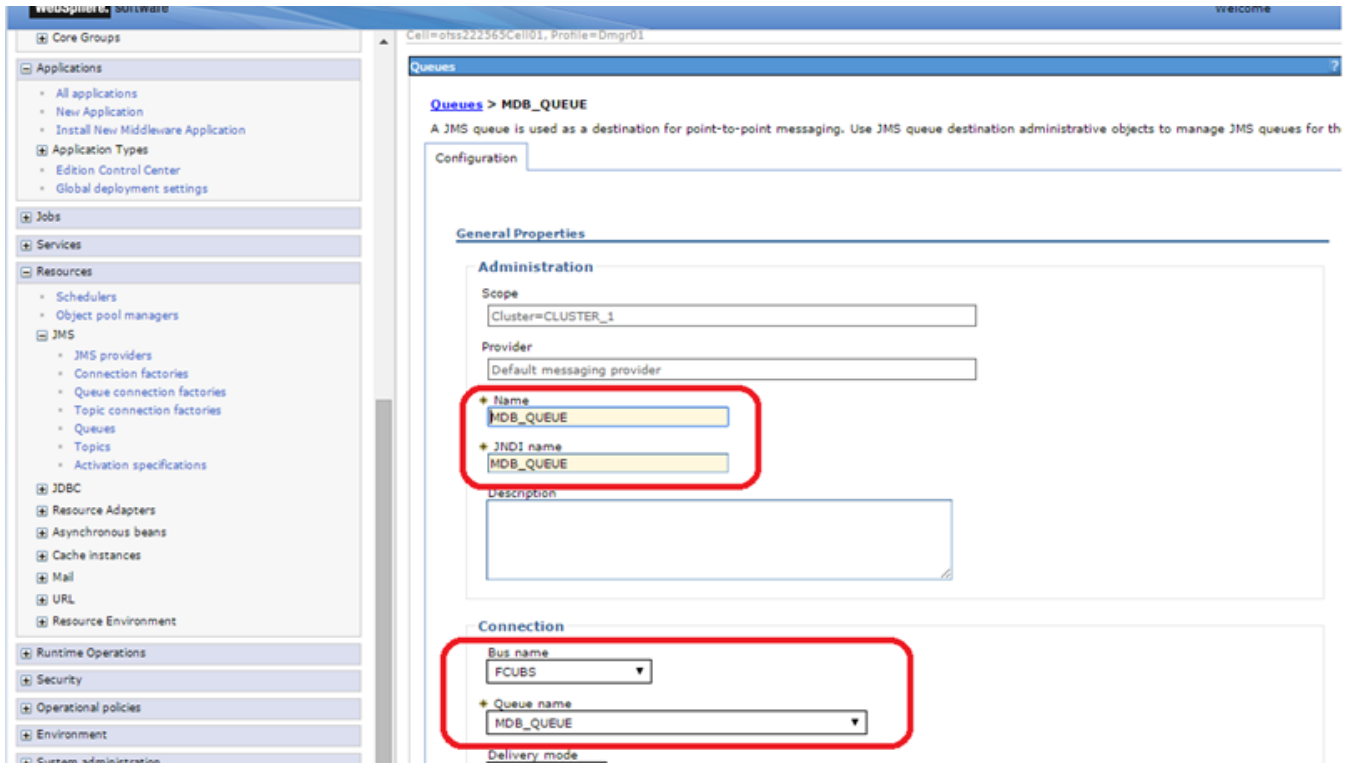 WebSphere. software
Welcome
Core Groups
Applications
All applications
New Application
Install New Middleware Application
Application Types
Edition Control Center
Global deployment settings
Jobs
Services
Resources
Schedulers
Object pool managers
JMS
JMS providers
Connection factories
Queue connection factories
Topic connection factories
Queues
Topics
Activation specifications
JDBC
Resource Adapters
Asynchronous beans
Cache instances
Mail
URL
Resource Environment
Runtime Operations
Security
Operational policies
Environment
System administration
Cell=ofss222565Cell01, Profile=Dmgr01
Queues
?
Queues > MDB_QUEUE
A JMS queue is used as a destination for point-to-point messaging. Use JMS queue destination administrative objects to manage JMS queues for th
Configuration
General Properties
Administration
Scope
Cluster=CLUSTER_1
Provider
Default messaging provider
Name
MDB_QUEUE
JNDI name
MDB_QUEUE
Description
Connection
Bus name
FCUBS
Queue name
MDB_QUEUE
Delivery mode